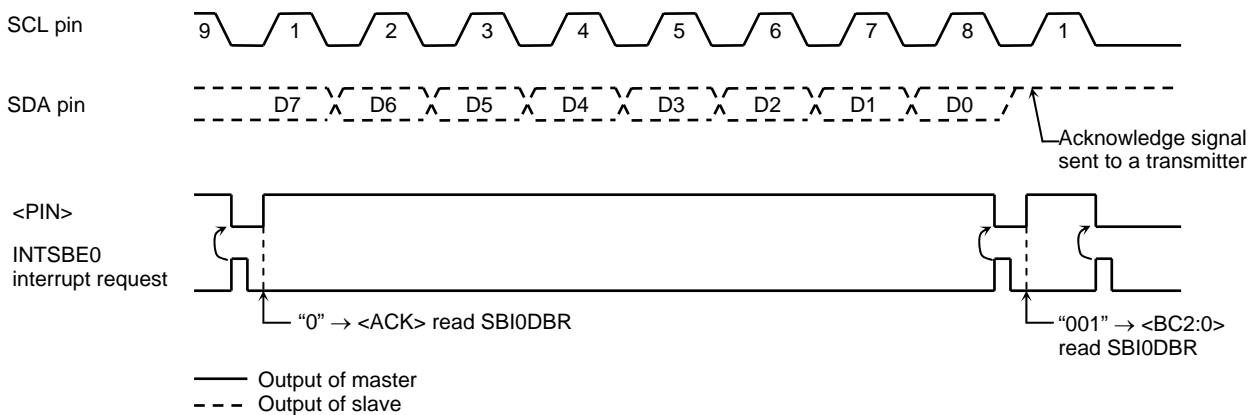 SCL pin
9 1 2 3 4 5 6 7 8 1
SDA pin
D7 D6 D5 D4 D3 D2 D1 D0
Acknowledge signal
sent to a transmitter
<PIN>
INTSBE0
interrupt request
“0” → <ACK> read SBI0DBR
“001” → <BC2:0>
read SBI0DBR
Output of master
Output of slave